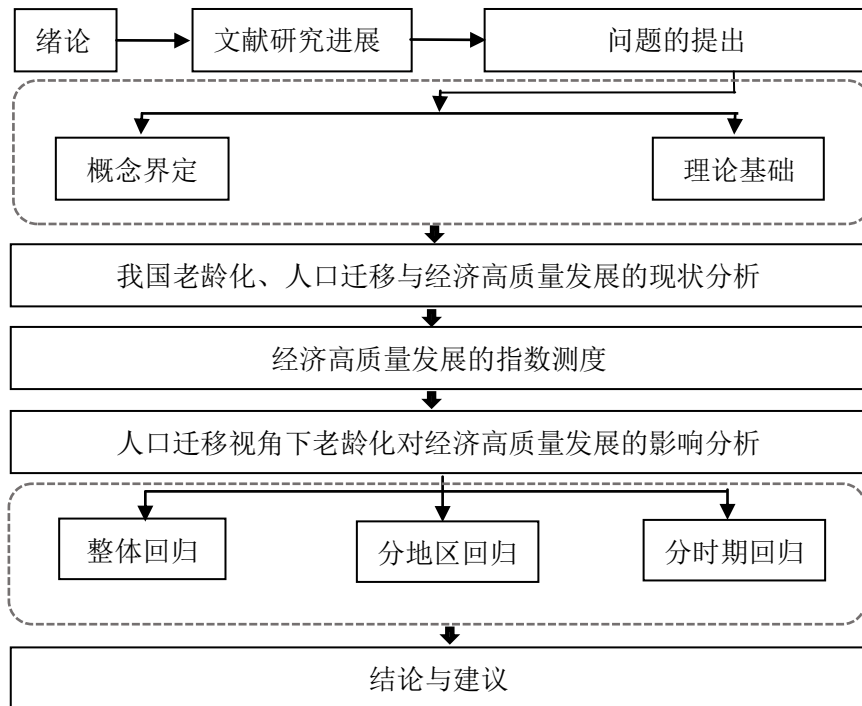 绪论
文献研究进展
问题的提出
概念界定
理论基础
我国老龄化、人口迁移与经济高质量发展的现状分析
经济高质量发展的指数测度
人口迁移视角下老龄化对经济高质量发展的影响分析
整体回归
分地区回归
分时期回归
结论与建议